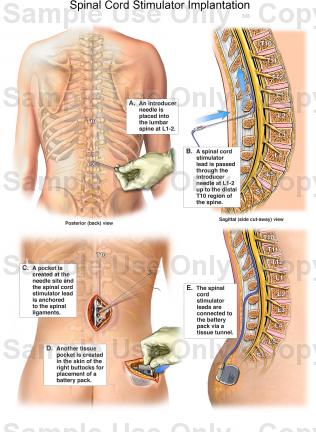 Spinal Cord Stimulator Implantation
Sample Use Only - Copy
A. An introducer
needle is
placed into
the lumbar
spine at L1-2.
B. A spinal cord
stimulator
lead is passed
through the
introducer
needle at L1-2
up to the distal
T10 region of
the spine.
Posterior (back) view
Sagittal (side cut-away) view
T10
C. A pocket is
created at the
needle site and
the spinal cord
stimulator lead
is anchored
to the spinal
ligaments.
D. Another tissue
pocket is created
in the skin of the
right buttocks for
placement of a
battery pack.
E. The spinal
cord
stimulator
leads are
connected to
the battery
pack via a
tissue tunnel.